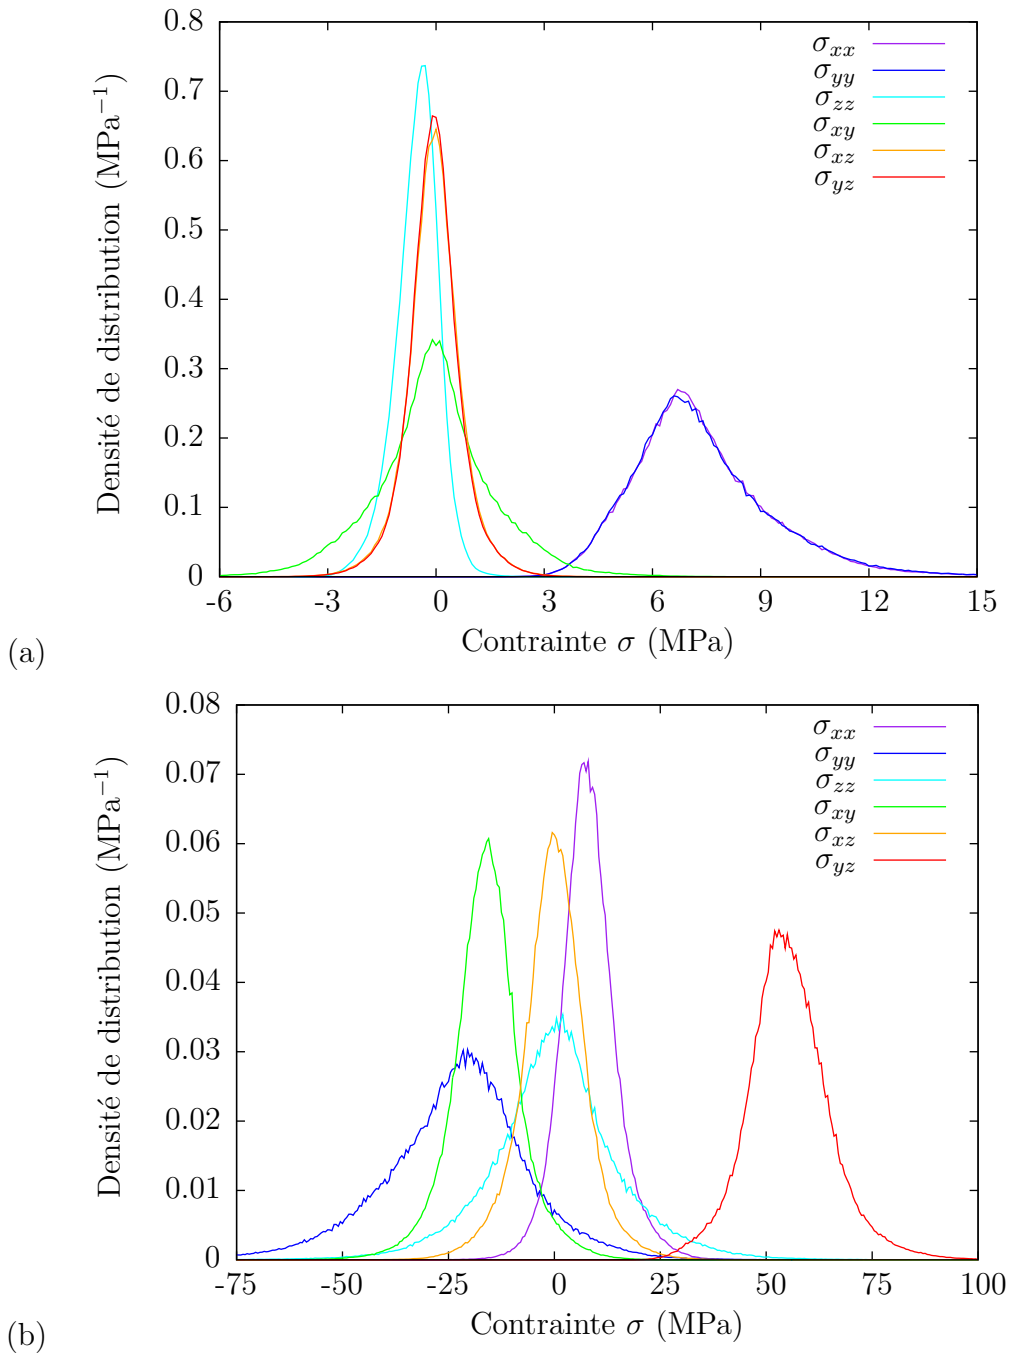 0.8
0.7
0.6
0.5
0.4
0.3
0.2
0.1
0
Densité de distribution (MPa⁻¹)
σxx
σyy
σzz
σxy
σxz
σyz
-6 -3 0 3 6 9 12 15
Contrainte σ (MPa)
(a)
0.08
0.07
0.06
0.05
0.04
0.03
0.02
0.01
0
Densité de distribution (MPa⁻¹)
σxx
σyy
σzz
σxy
σxz
σyz
-75 -50 -25 0 25 50 75 100
Contrainte σ (MPa)
(b)